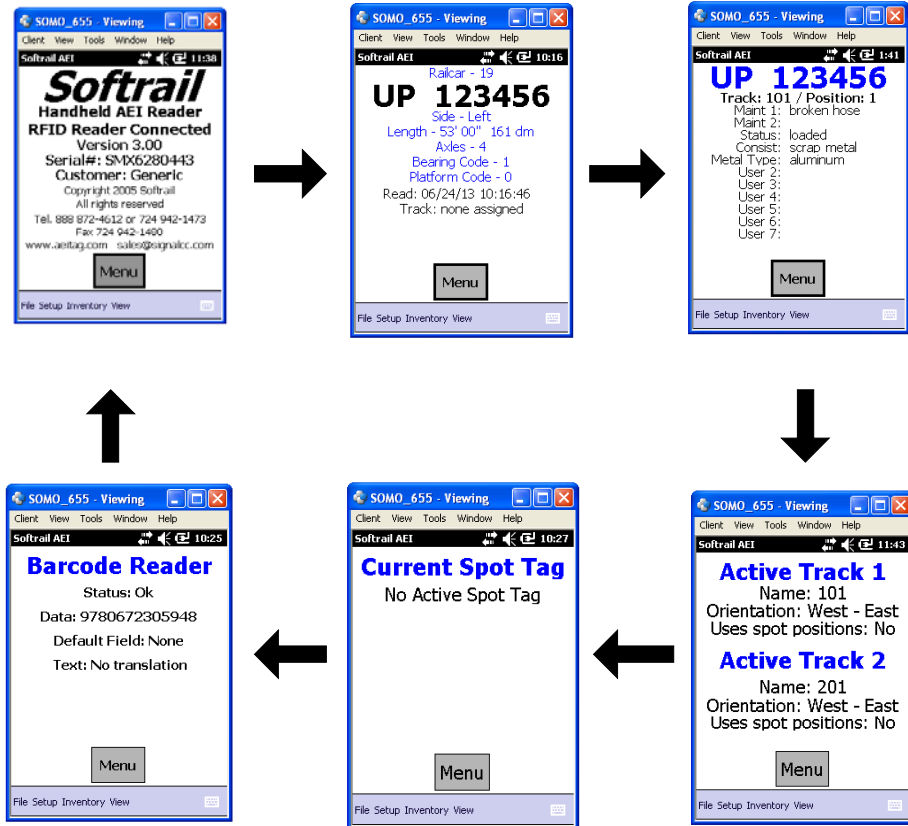 SOMO_655 - Viewing
Client View Tools Window Help
Softrail AEI 11:38
Softrail
Handheld AEI Reader
RFID Reader Connected
Version 3.00
Serial#: SMX6280443
Customer: Generic
Copyright 2005 Softrail
All rights reserved
Tel. 888 872-4612 or 724 942-1473
Fax 724 942-1490
www.aeitag.com sales@signalcc.com
Menu
File Setup Inventory View
SOMO_655 - Viewing
Client View Tools Window Help
Softrail AEI 10:16
Railcar - 19
UP 123456
Side - Left
Length - 53' 00" 161 dm
Axles - 4
Bearing Code - 1
Platform Code - 0
Read: 06/24/13 10:16:46
Track: none assigned
Menu
File Setup Inventory View
SOMO_655 - Viewing
Client View Tools Window Help
Softrail AEI 1:41
UP 123456
Track: 101 / Position: 1
Maint 1: broken hose
Maint 2:
Status: loaded
Consist: scrap metal
Metal Type: aluminum
User 2:
User 3:
User 4:
User 5:
User 6:
User 7:
Menu
File Setup Inventory View
SOMO_655 - Viewing
Client View Tools Window Help
Softrail AEI 10:25
Barcode Reader
Status: Ok
Data: 9780672305948
Default Field: None
Text: No translation
Menu
File Setup Inventory View
SOMO_655 - Viewing
Client View Tools Window Help
Softrail AEI 10:27
Current Spot Tag
No Active Spot Tag
Menu
File Setup Inventory View
SOMO_655 - Viewing
Client View Tools Window Help
Softrail AEI 11:43
Active Track 1
Name: 101
Orientation: West - East
Uses spot positions: No
Active Track 2
Name: 201
Orientation: West - East
Uses spot positions: No
Menu
File Setup Inventory View